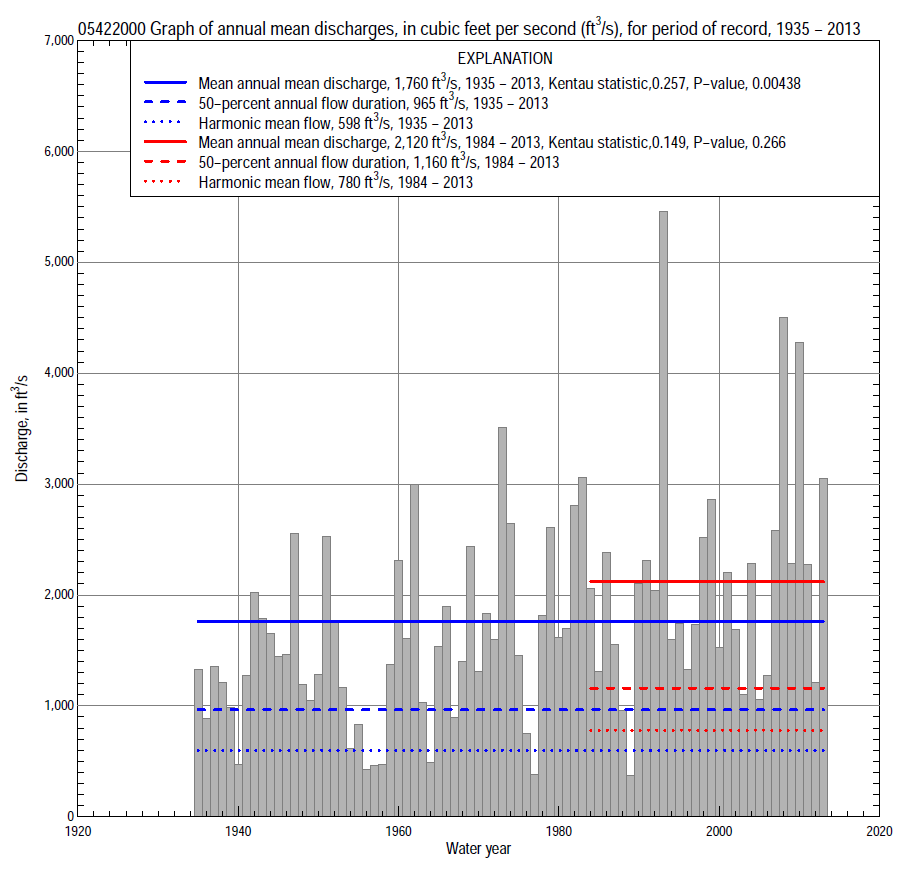 05422000 Graph of annual mean discharges, in cubic feet per second (ft³/s), for period of record, 1935 – 2013
EXPLANATION
Mean annual mean discharge, 1,760 ft³/s, 1935 – 2013, Kentau statistic,0.257, P–value, 0.00438
50–percent annual flow duration, 965 ft³/s, 1935 – 2013
Harmonic mean flow, 598 ft³/s, 1935 – 2013
Mean annual mean discharge, 2,120 ft³/s, 1984 – 2013, Kentau statistic,0.149, P–value, 0.266
50–percent annual flow duration, 1,160 ft³/s, 1984 – 2013
Harmonic mean flow, 780 ft³/s, 1984 – 2013
Discharge, in ft³/s
7,000
6,000
5,000
4,000
3,000
2,000
1,000
0
1920 1940 1960 1980 2000 2020
Water year